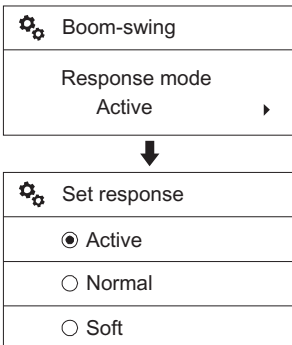 Boom-swing
Response mode
Active
Set response
Active
Normal
Soft